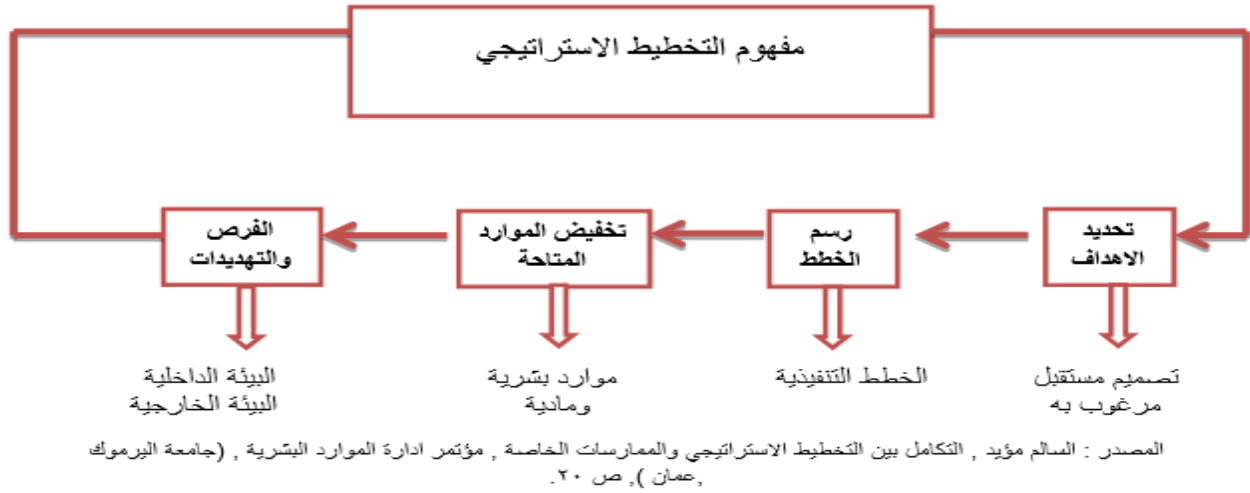 مفهوم التخطيط الاستراتيجي
تحديد
الاهداف
رسم
الخطط
تخفيض الموارد
المتاحة
الفرص
والتهديدات
تصميم مستقبل
مرغوب به
الخطط التنفيذية
موارد بشرية
ومادية
البيئة الداخلية
البيئة الخارجية
المصدر : السالم مؤيد , التكامل بين التخطيط الاستراتيجي والممارسات الخاصة , مؤتمر ادارة الموارد البشرية , (جامعة اليرموك
,عمان ), ص ٢٠.